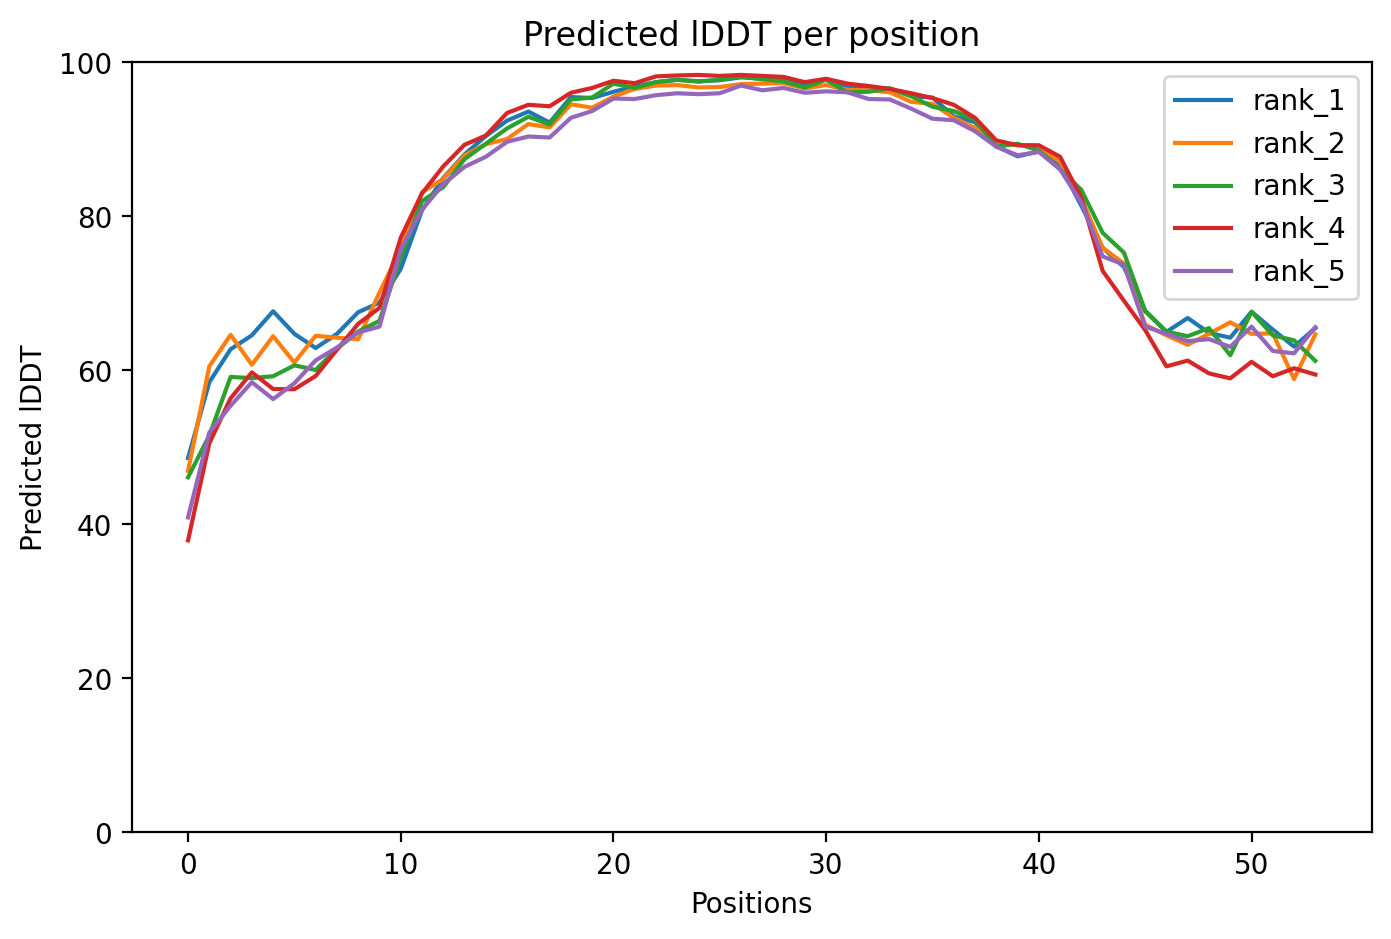 Predicted lDDT per position
100
80
60
40
20
0
Predicted lDDT
0 10 20 30 40 50
Positions
rank_1
rank_2
rank_3
rank_4
rank_5